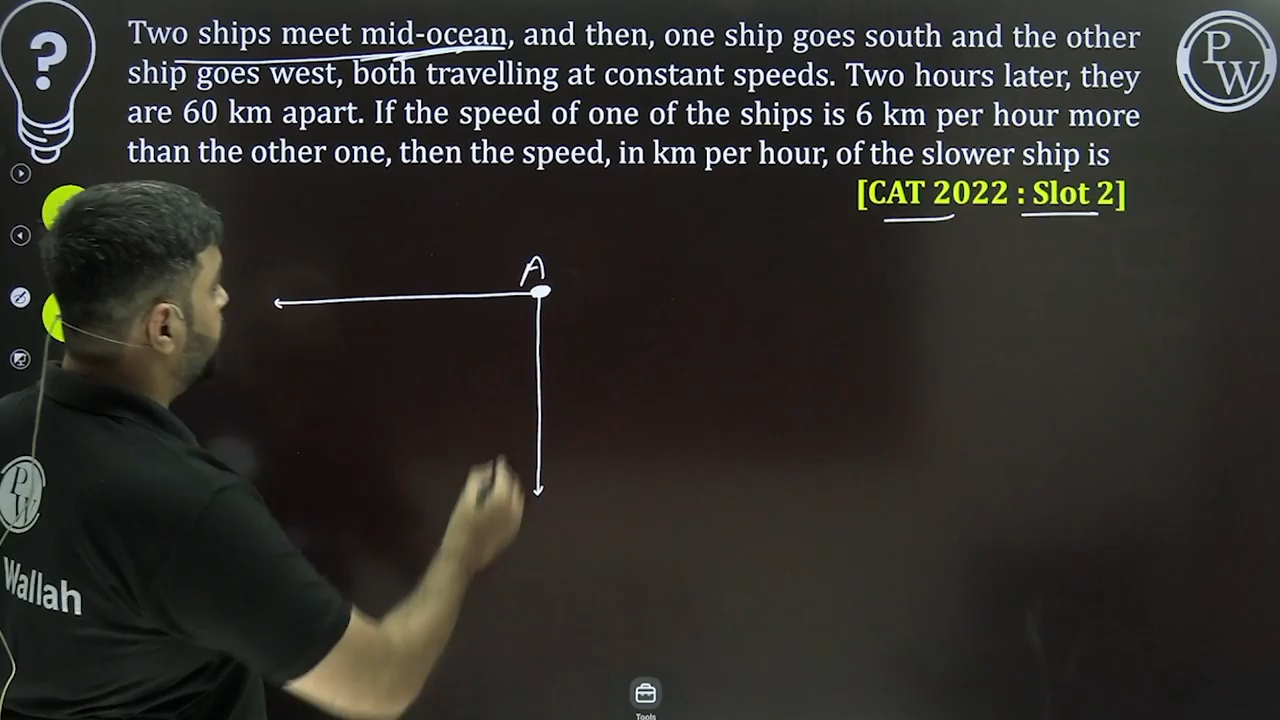 ?
Two ships meet mid-ocean, and then, one ship goes south and the other
ship goes west, both travelling at constant speeds. Two hours later, they
are 60 km apart. If the speed of one of the ships is 6 km per hour more
than the other one, then the speed, in km per hour, of the slower ship is
[CAT 2022 : Slot 2]
P
W
A
P
W
Wallah
Tools